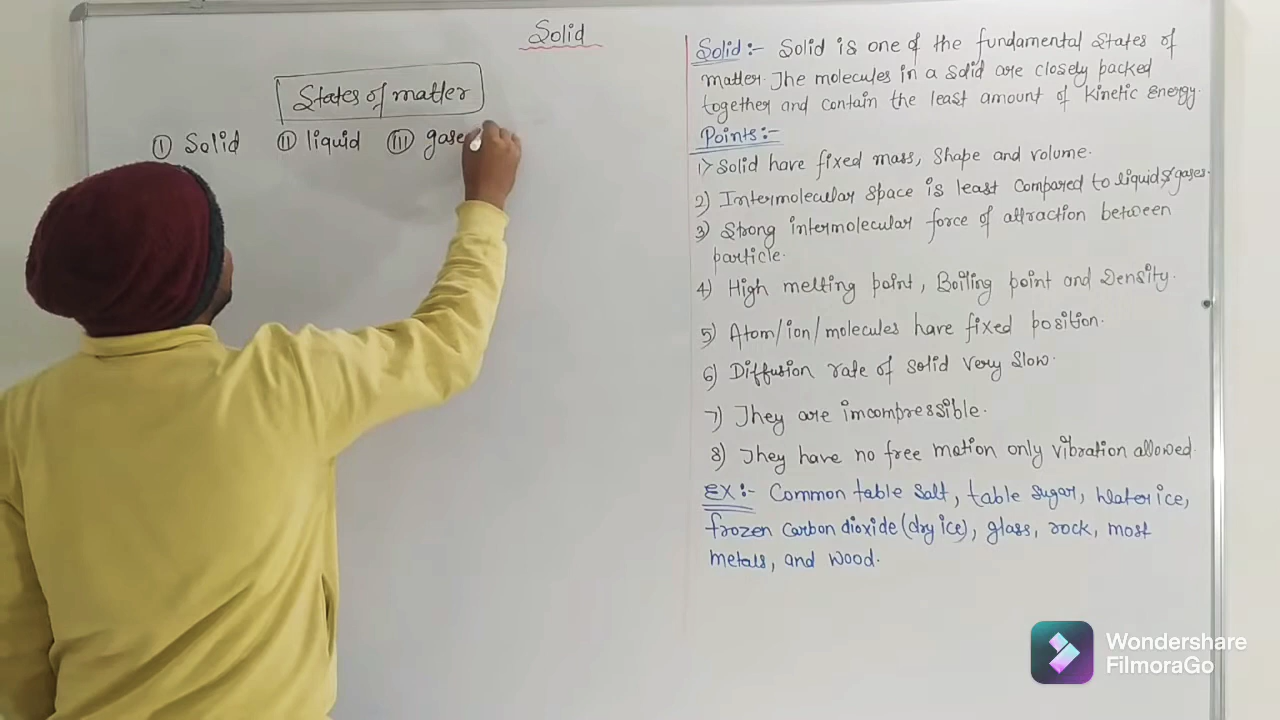 Solid
States of matter
① Solid ⑪ liquid ⑪⑪ gase
Solid:- Solid is one of the fundamental States of
matter. The molecules in a solid are closely packed
together and contain the least amount of kinetic energy.
Points:-
1> Solid have fixed mass, Shape and volume.
2) Intermolecular space is least compared to liquids & gases.
3) Strong intermolecular force of attraction between
particle.
4) High melting point, Boiling point and Density.
5) Atom/ion/molecules have fixed position.
6) Diffusion rate of solid very slow.
7) They are incompressible.
8) They have no free motion only vibration allowed.
EX:- Common table salt, table sugar, water ice,
frozen carbon dioxide (dry ice), glass, rock, most
metals, and wood.
Wondershare
FilmoraGo